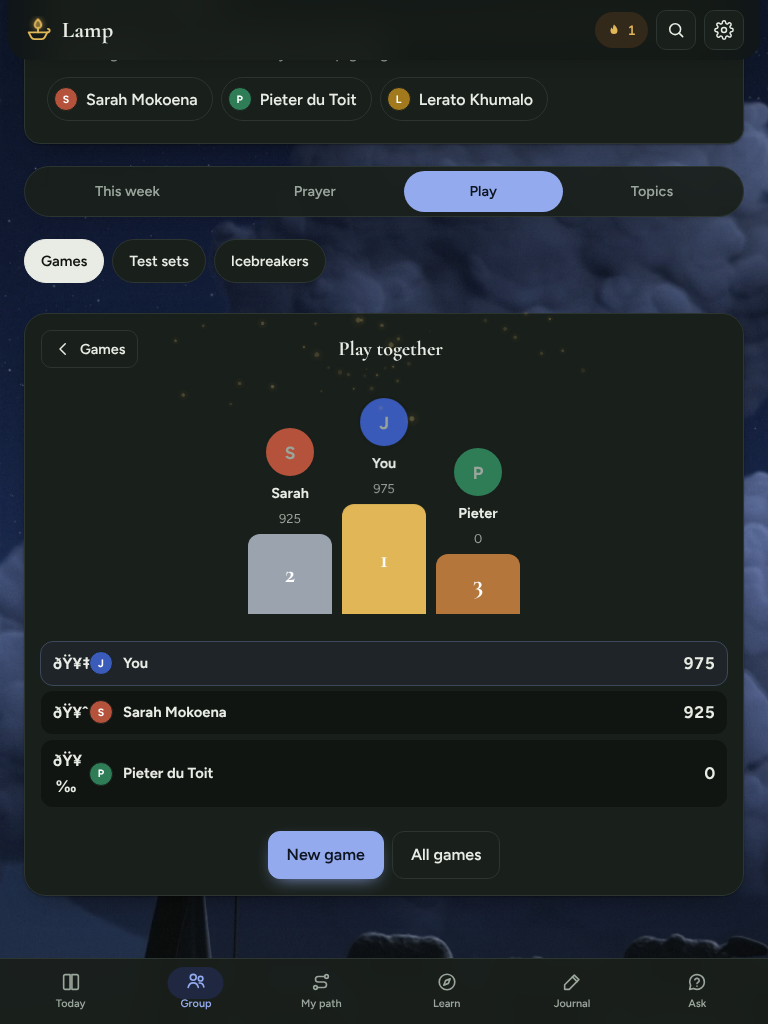 Lamp
1
S Sarah Mokoena
P Pieter du Toit
L Lerato Khumalo
This week
Prayer
Play
Topics
Games
Test sets
Icebreakers
Games
Play together
J
You
975
S
Sarah
925
P
Pieter
0
2
1
3
ðŸ¥‡ J You 975
ðŸ¥ˆ S Sarah Mokoena 925
ðŸ¥
‰ P Pieter du Toit 0
New game
All games
Today
Group
My path
Learn
Journal
Ask